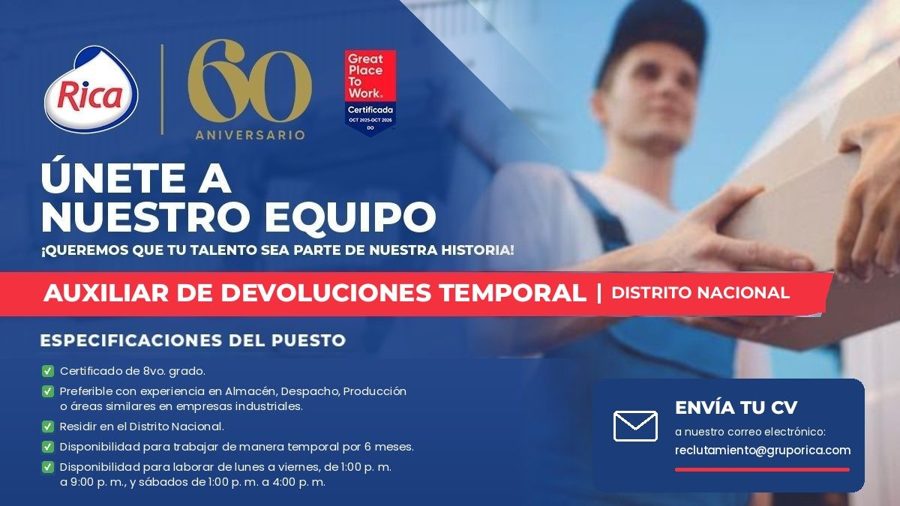 Rica
60
ANIVERSARIO
Great
Place
To
Work.
Certificada
OCT 2025-OCT 2026
DO
ÚNETE A
NUESTRO EQUIPO
¡QUEREMOS QUE TU TALENTO SEA PARTE DE NUESTRA HISTORIA!
AUXILIAR DE DEVOLUCIONES TEMPORAL | DISTRITO NACIONAL
ESPECIFICACIONES DEL PUESTO
Certificado de 8vo. grado.
Preferible con experiencia en Almacén, Despacho, Producción
o áreas similares en empresas industriales.
Residir en el Distrito Nacional.
Disponibilidad para trabajar de manera temporal por 6 meses.
Disponibilidad para laborar de lunes a viernes, de 1:00 p. m.
a 9:00 p. m., y sábados de 1:00 p. m. a 4:00 p. m.
ENVÍA TU CV
a nuestro correo electrónico:
reclutamiento@gruporica.com